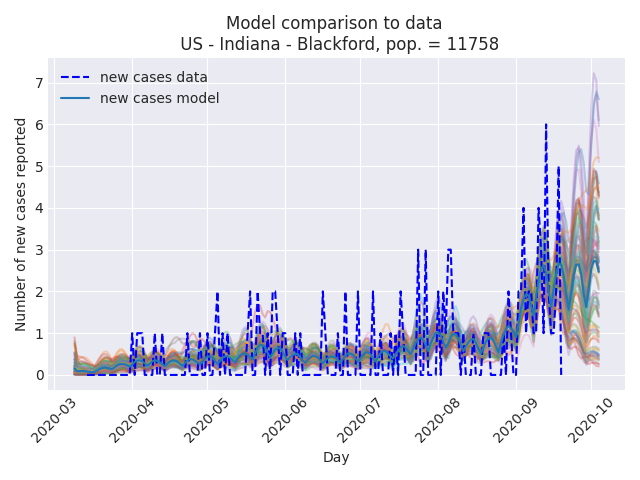 Model comparison to data
US - Indiana - Blackford, pop. = 11758
new cases data
new cases model
Number of new cases reported
7
6
5
4
3
2
1
0
2020-03
2020-04
2020-05
2020-06
2020-07
2020-08
2020-09
2020-10
Day